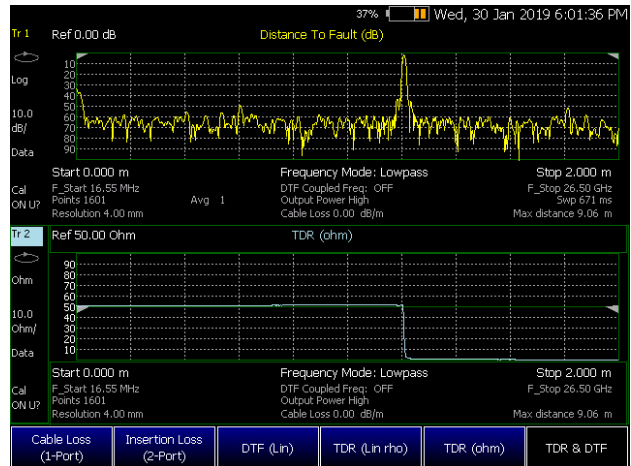 37% Wed, 30 Jan 2019 6:01:36 PM
Tr 1 Ref 0.00 dB Distance To Fault (dB)
Log
10.0
dB/
Data
10
20
30
40
50
60
70
80
90
Start 0.000 m Frequency Mode: Lowpass Stop 2.000 m
Cal
ON U?
F_Start 16.55 MHz DTF Coupled Freq: OFF F_Stop 26.50 GHz
Points 1601 Avg 1 Output Power High Swp 671 ms
Resolution 4.00 mm Cable Loss 0.00 dB/m Max distance 9.06 m
Tr 2 Ref 50.00 Ohm TDR (ohm)
Ohm
10.0
Ohm/
Data
90
80
70
60
50
40
30
20
10
Start 0.000 m Frequency Mode: Lowpass Stop 2.000 m
Cal
ON U?
F_Start 16.55 MHz DTF Coupled Freq: OFF F_Stop 26.50 GHz
Points 1601 Output Power High
Resolution 4.00 mm Cable Loss 0.00 dB/m Max distance 9.06 m
Cable Loss
(1-Port)
Insertion Loss
(2-Port)
DTF (Lin)
TDR (Lin rho)
TDR (ohm)
TDR & DTF